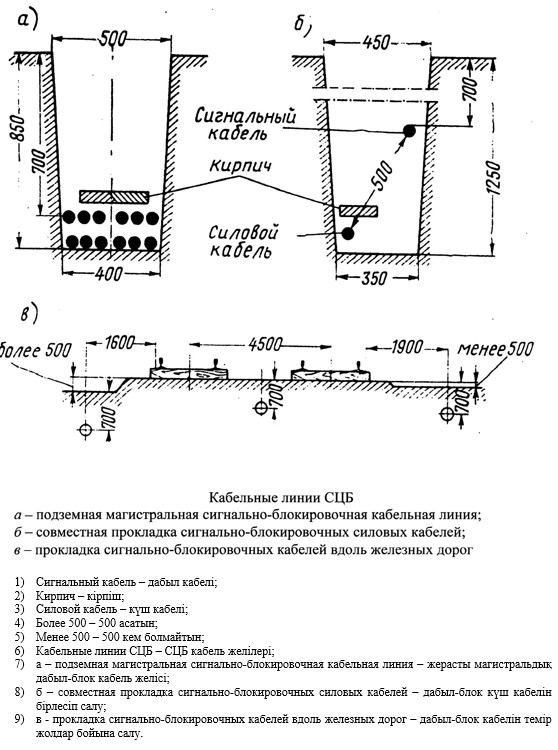 а)
500
850
700
400
б)
450
Сигнальный
кабель
Кирпич
Силовой
кабель
500
700
1250
350
в)
более 500
1600
4500
1900
менее 500
700
700
700
Кабельные линии СЦБ
а – подземная магистральная сигнально-блокировочная кабельная линия;
б – совместная прокладка сигнально-блокировочных силовых кабелей;
в – прокладка сигнально-блокировочных кабелей вдоль железных дорог
1) Сигнальный кабель – дабыл кабелі;
2) Кирпич – кірпіш;
3) Силовой кабель – күш кабелі;
4) Более 500 – 500 асатын;
5) Менее 500 – 500 кем болмайтын;
6) Кабельные линии СЦБ – СЦБ кабель желілері;
7) а – подземная магистральная сигнально-блокировочная кабельная линия – жерасты магистральдық
дабыл-блок кабель желісі;
8) б – совместная прокладка сигнально-блокировочных силовых кабелей – дабыл-блок күш кабелін
бірлесіп салу;
9) в - прокладка сигнально-блокировочных кабелей вдоль железных дорог – дабыл-блок кабелін темір
жолдар бойына салу.